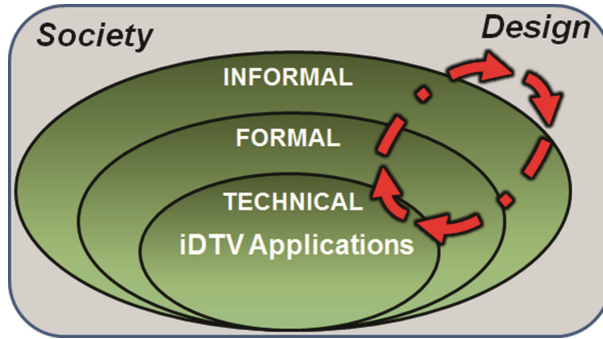 Society
Design
INFORMAL
FORMAL
TECHNICAL
iDTV Applications